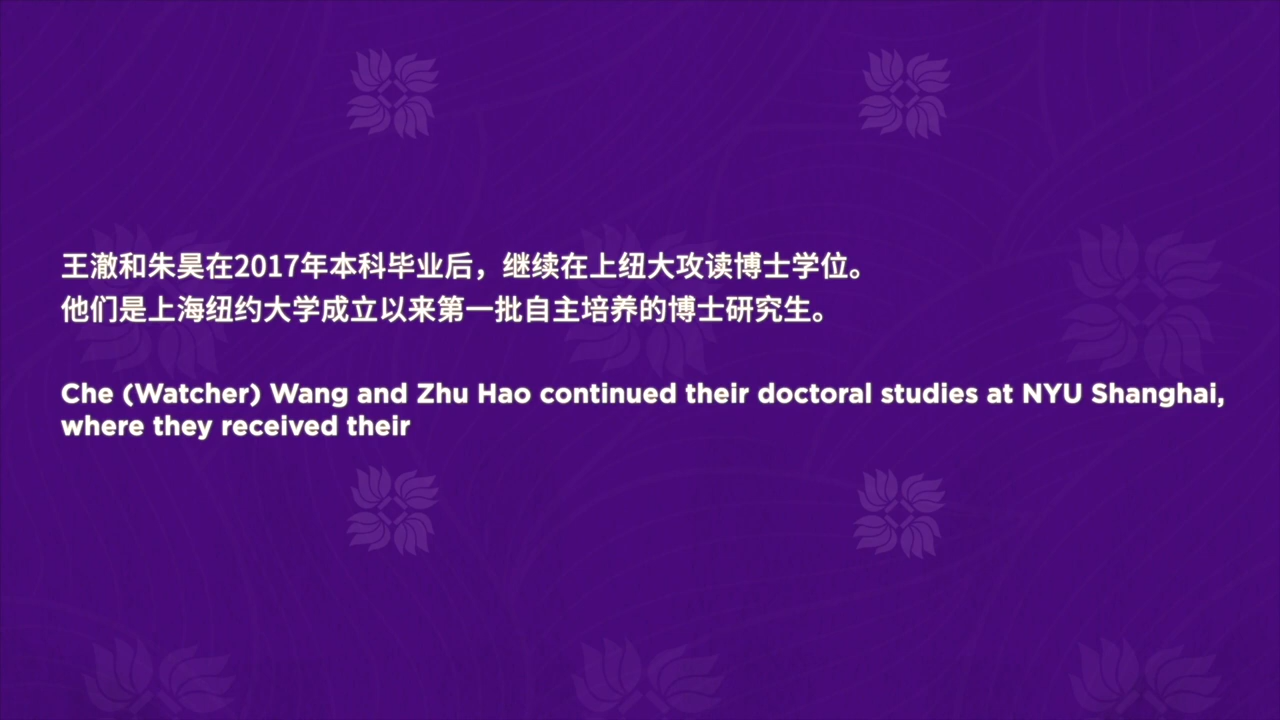 王澈和朱昊在2017年本科毕业后，继续在上纽大攻读博士学位。
他们是上海纽约大学成立以来第一批自主培养的博士研究生。
Che (Watcher) Wang and Zhu Hao continued their doctoral studies at NYU Shanghai,
where they received their